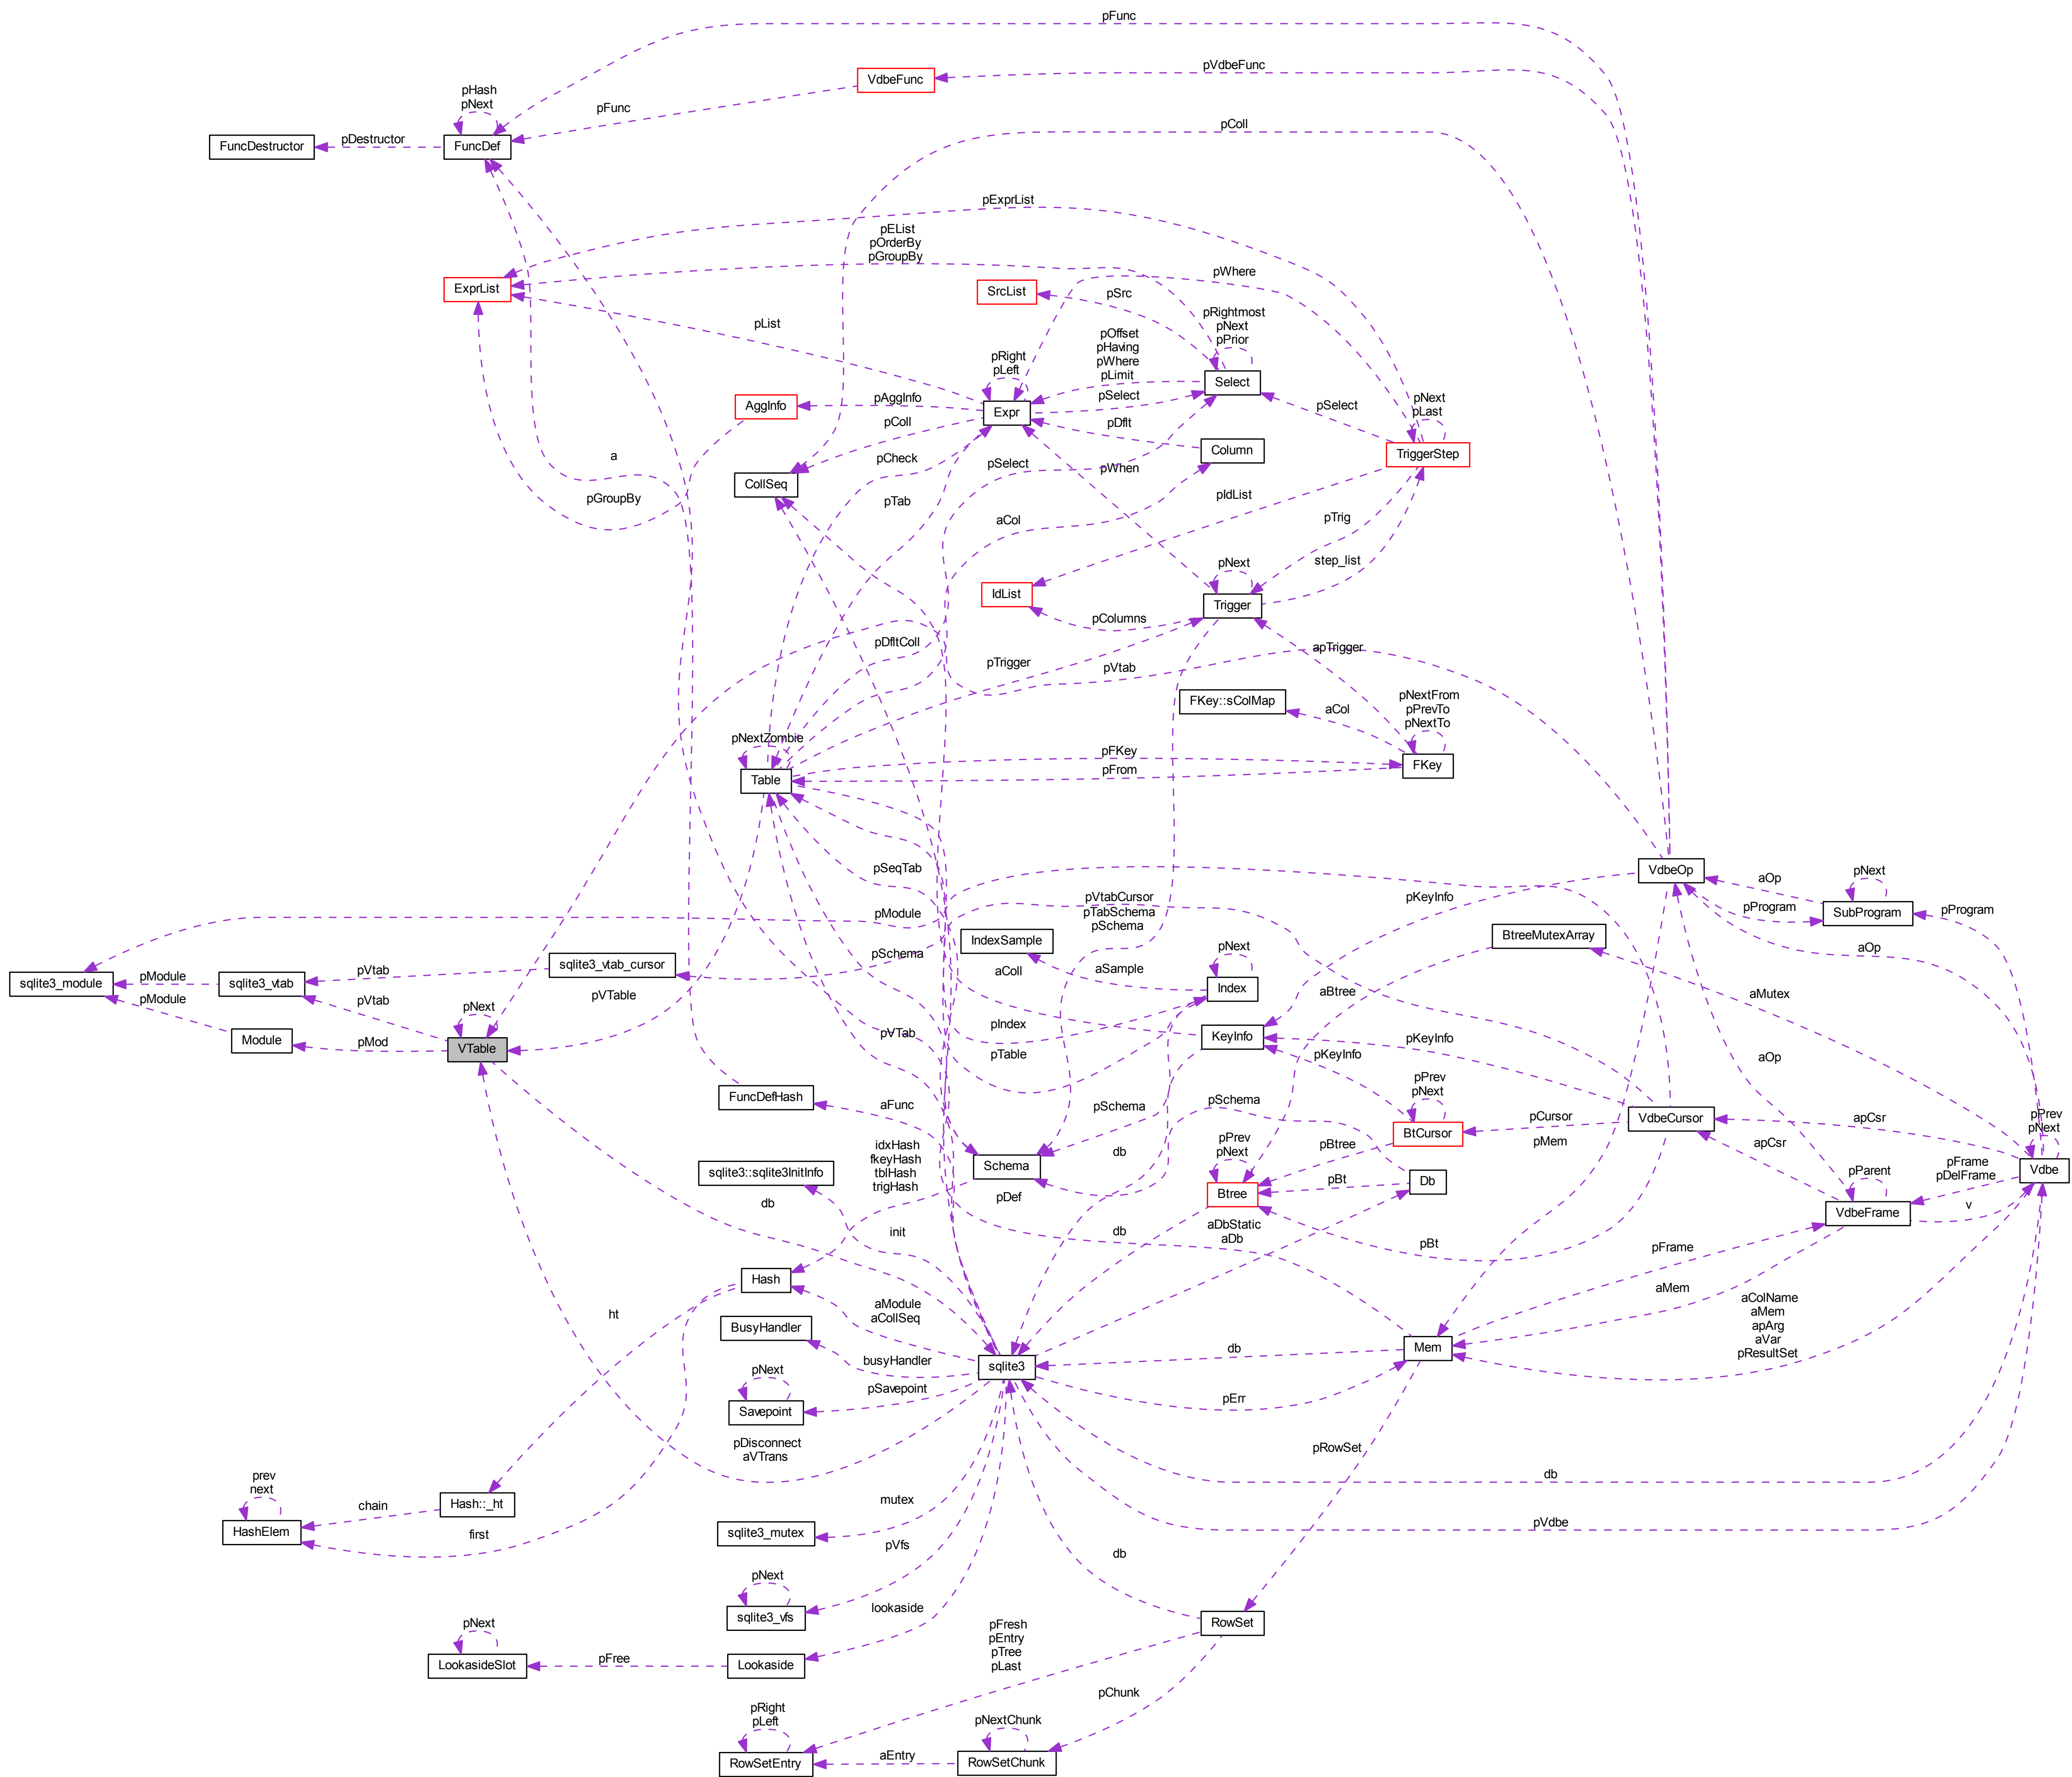 pFunc
pVdbeFunc
VdbeFunc
pHash
pNext
pFunc
pColl
FuncDestructor
pDestructor
FuncDef
pExprList
pEList
pOrderBy
pGroupBy
pWhere
ExprList
SrcList
pSrc
pRightmost
pNext
pPrior
pList
pOffset
pHaving
pWhere
pLimit
pRight
pLeft
Select
AggInfo
pAggInfo
Expr
pSelect
pNext
pLast
pSelect
pColl
pDflt
a
pCheck
pSelect
pWhen
Column
TriggerStep
CollSeq
pGroupBy
pTab
aCol
pIdList
pTrig
step_list
pNext
IdList
Trigger
pColumns
pDfltColl
pTrigger
pVtab
apTrigger
FKey::sColMap
aCol
pNextFrom
pPrevTo
pNextTo
pNextZombie
pFKey
pFrom
Table
FKey
pSeqTab
pKeyInfo
VdbeOp
aOp
pNext
pProgram
SubProgram
pProgram
pVtabCursor
pTabSchema
pSchema
pModule
pSchema
IndexSample
BtreeMutexArray
aOp
sqlite3_vtab_cursor
pVtab
pModule
sqlite3_module
sqlite3_vtab
aColl
aSample
pNext
Index
aBtree
aMutex
pModule
pVtab
pNext
pVTable
pVTab
pIndex
KeyInfo
pKeyInfo
Module
pMod
VTable
pTable
pKeyInfo
aOp
pPrev
pNext
FuncDefHash
aFunc
pSchema
pSchema
BtCursor
pCursor
VdbeCursor
apCsr
apCsr
pPrev
pNext
pMem
idxHash
fkeyHash
tblHash
trigHash
db
pPrev
pNext
pBtree
sqlite3::sqlite3InitInfo
Schema
Vdbe
pDef
Btree
pBt
Db
pParent
pFrame
pDelFrame
db
VdbeFrame
v
init
db
aDbStatic
aDb
pBt
pFrame
Hash
ht
aModule
aCollSeq
aMem
aColName
aMem
apArg
aVar
pResultSet
BusyHandler
busyHandler
sqlite3
db
Mem
pNext
pSavepoint
pErr
Savepoint
pDisconnect
aVTrans
pRowSet
prev
next
chain
Hash::_ht
db
mutex
HashElem
first
sqlite3_mutex
pVdbe
pVfs
db
pNext
sqlite3_vfs
lookaside
RowSet
pNext
pFresh
pEntry
pTree
pLast
LookasideSlot
pFree
Lookaside
pChunk
pRight
pLeft
pNextChunk
RowSetEntry
aEntry
RowSetChunk